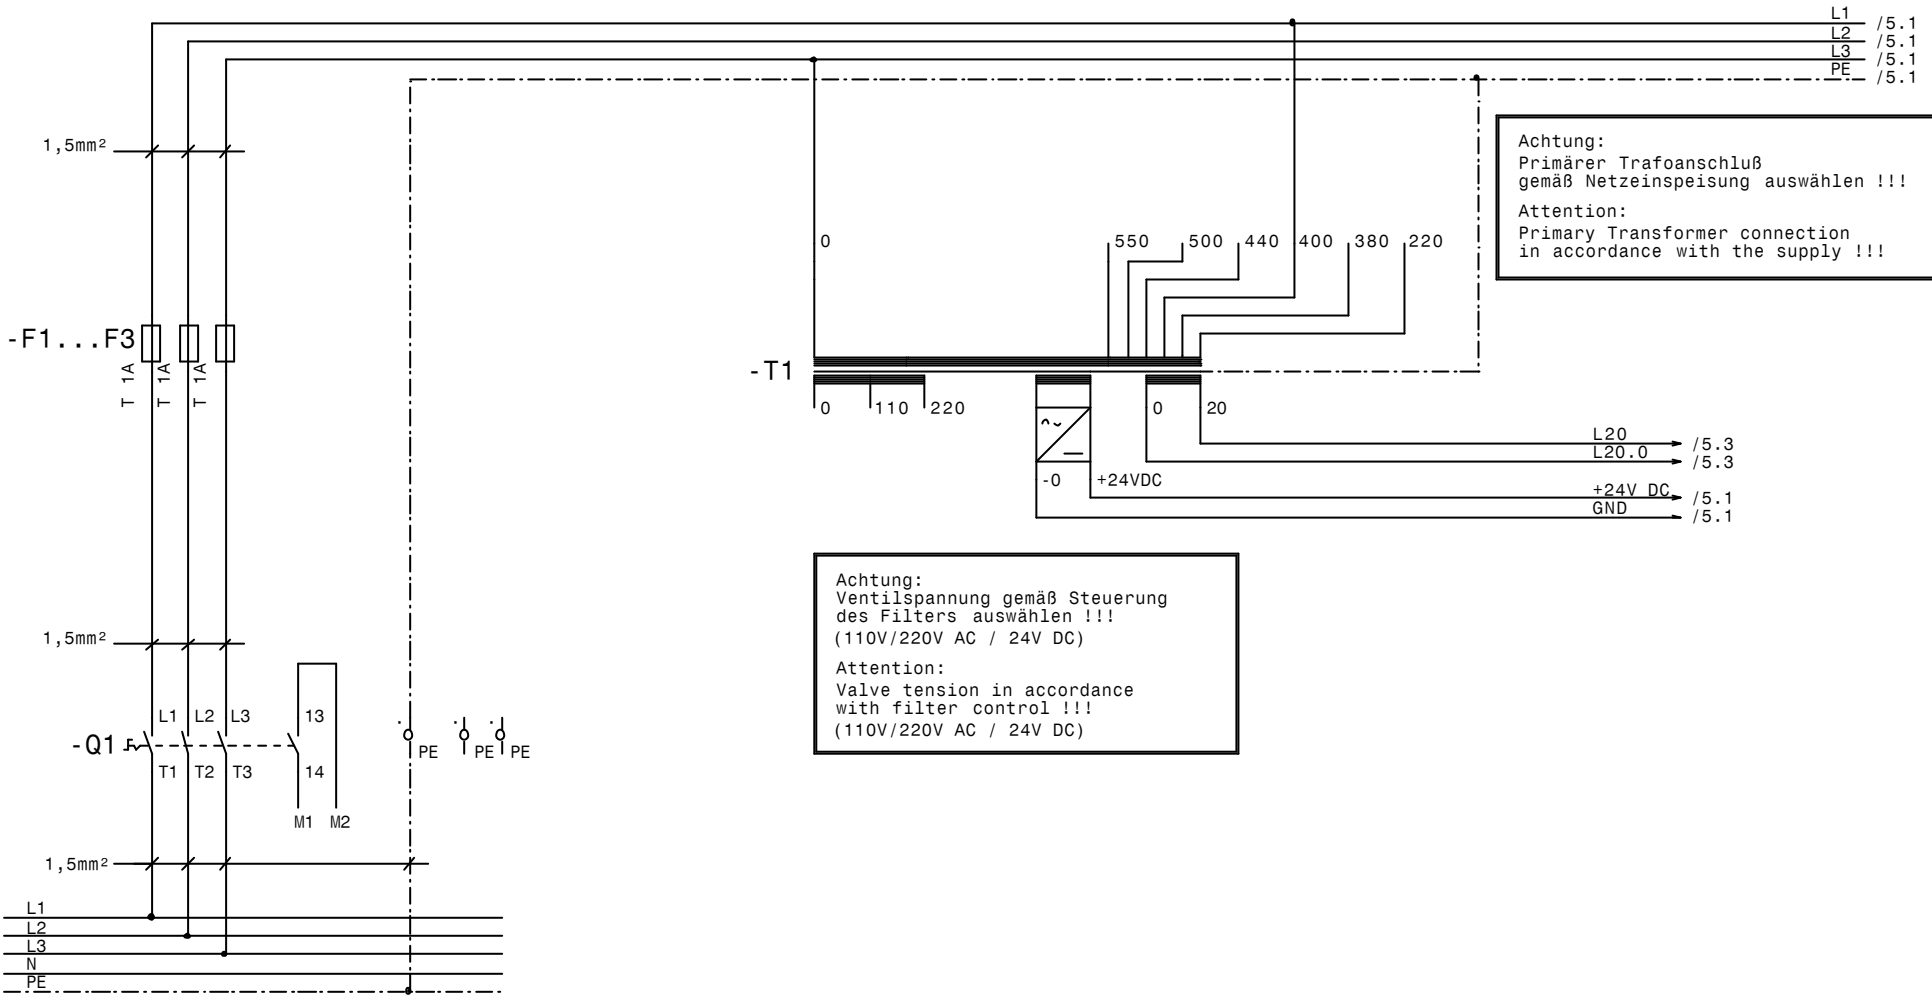 L1 /5.1
L2 /5.1
L3 /5.1
PE /5.1
1,5mm²
Achtung:
Primärer Trafoanschluß
gemäß Netzeinspeisung auswählen !!!
Attention:
Primary Transformer connection
in accordance with the supply !!!
0 550 500 440 400 380 220
-F1...F3
T 1A T 1A T 1A
-T1
0 110 220 0 20
L20 /5.3
L20.0 /5.3
-0 +24VDC
+24V DC /5.1
GND /5.1
Achtung:
Ventilspannung gemäß Steuerung
des Filters auswählen !!!
(110V/220V AC / 24V DC)
Attention:
Valve tension in accordance
with filter control !!!
(110V/220V AC / 24V DC)
1,5mm²
L1 L2 L3 13
-Q1 PE PE PE
T1 T2 T3 14
M1 M2
1,5mm²
L1
L2
L3
N
PE